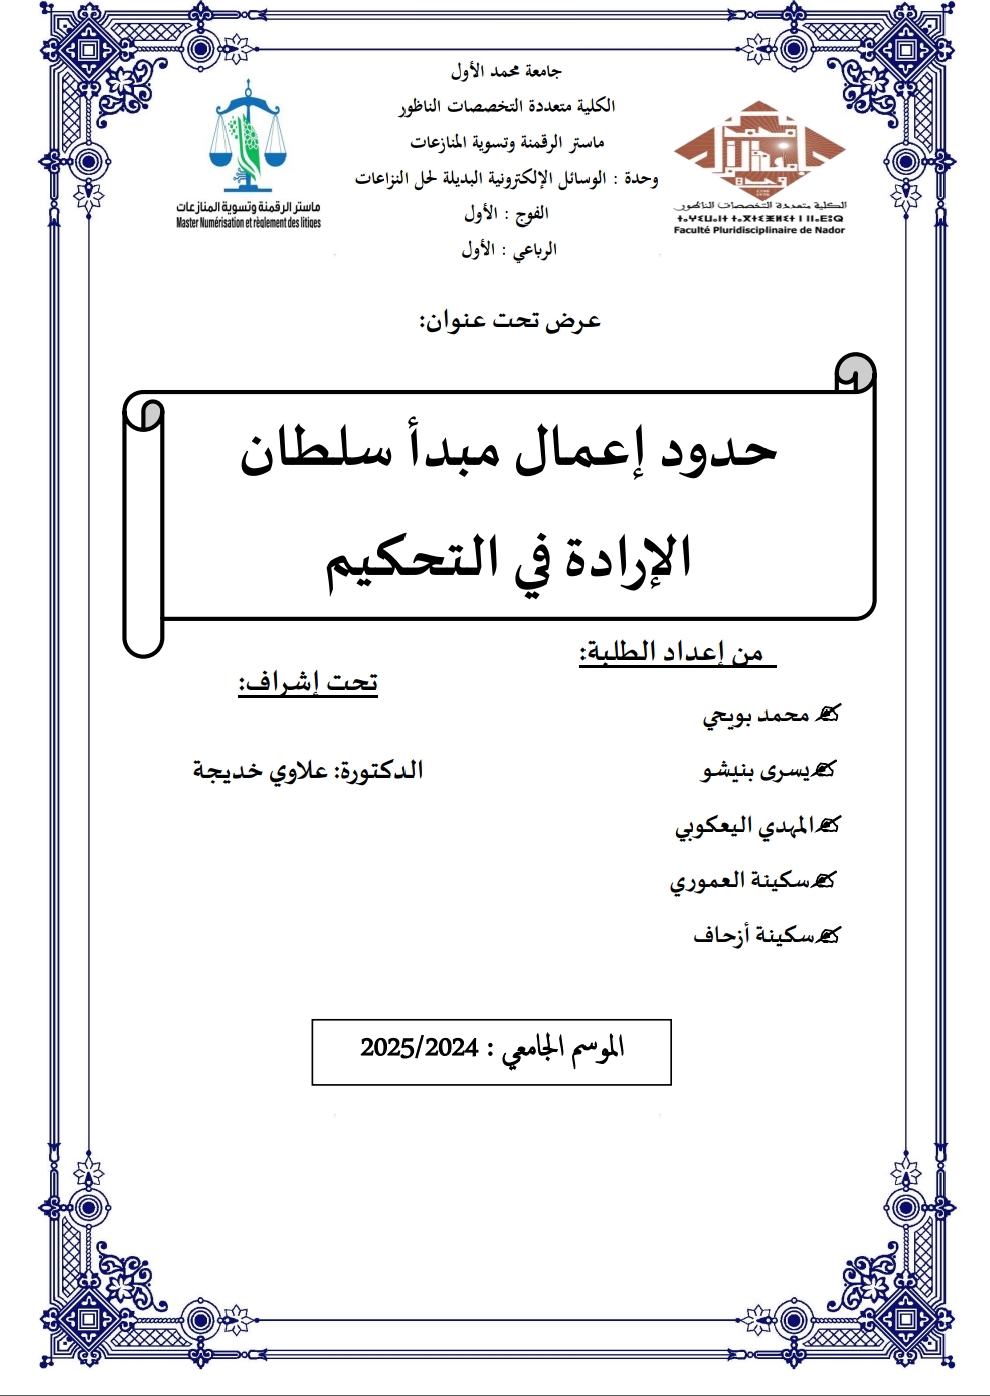 جامعة محمد الأول
الكلية متعددة التخصصات الناظور
ماستر الرقمنة وتسوية المنازعات
وحدة : الوسائل الإلكترونية البديلة لحل النزاعات
الفوج : الأول
الرباعي : الأول
الكلية متعددة التخصصات الناظور
Faculté Pluridisciplinaire de Nador
ماستر الرقمنة وتسوية المنازعات
Master Numérisation et règlement des litiges
عرض تحت عنوان:
حدود إعمال مبدأ سلطان
الإرادة في التحكيم
من إعداد الطلبة:
محمد بويحي
يسرى بنيشو
المهدي اليعكوبي
سكينة العموري
سكينة أزحاف
تحت إشراف:
الدكتورة: علاوي خديجة
الموسم الجامعي : 2025/2024